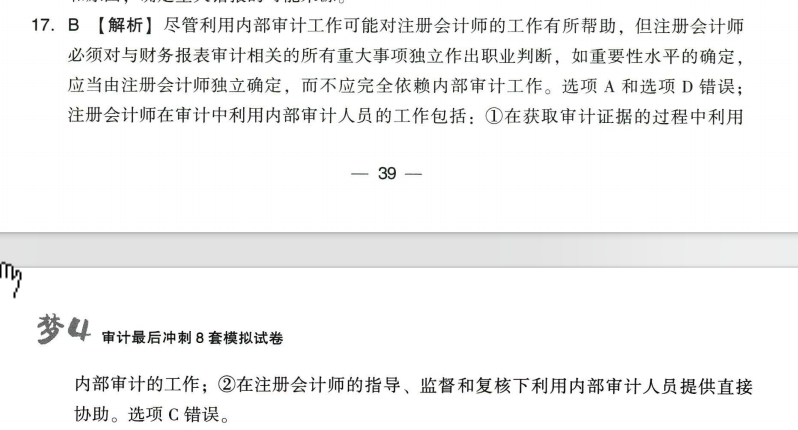 17. B 【解析】尽管利用内部审计工作可能对注册会计师的工作有所帮助，但注册会计师
必须对与财务报表审计相关的所有重大事项独立作出职业判断，如重要性水平的确定，
应当由注册会计师独立确定，而不应完全依赖内部审计工作。选项 A 和选项 D 错误；
注册会计师在审计中利用内部审计人员的工作包括：①在获取审计证据的过程中利用
— 39 —
梦4 审计最后冲刺 8 套模拟试卷
内部审计的工作；②在注册会计师的指导、监督和复核下利用内部审计人员提供直接
协助。选项 C 错误。